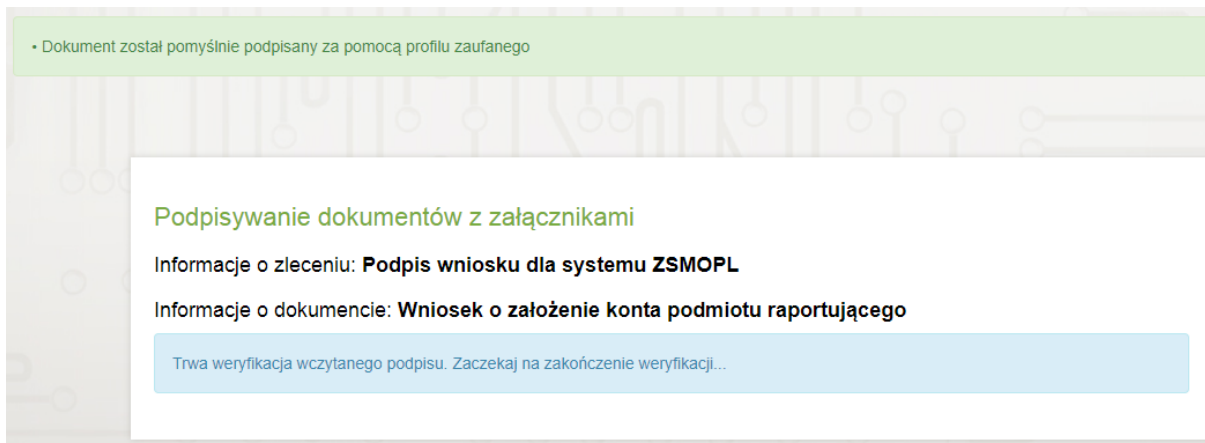 • Dokument został pomyślnie podpisany za pomocą profilu zaufanego
Podpisywanie dokumentów z załącznikami
Informacje o zleceniu: Podpis wniosku dla systemu ZSMOPL
Informacje o dokumencie: Wniosek o założenie konta podmiotu raportującego
Trwa weryfikacja wczytanego podpisu. Zaczekaj na zakończenie weryfikacji...